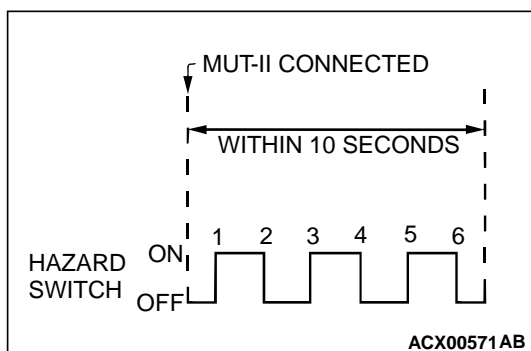 MUT-II CONNECTED
WITHIN 10 SECONDS
1 2 3 4 5 6
HAZARD ON
SWITCH OFF
ACX00571AB